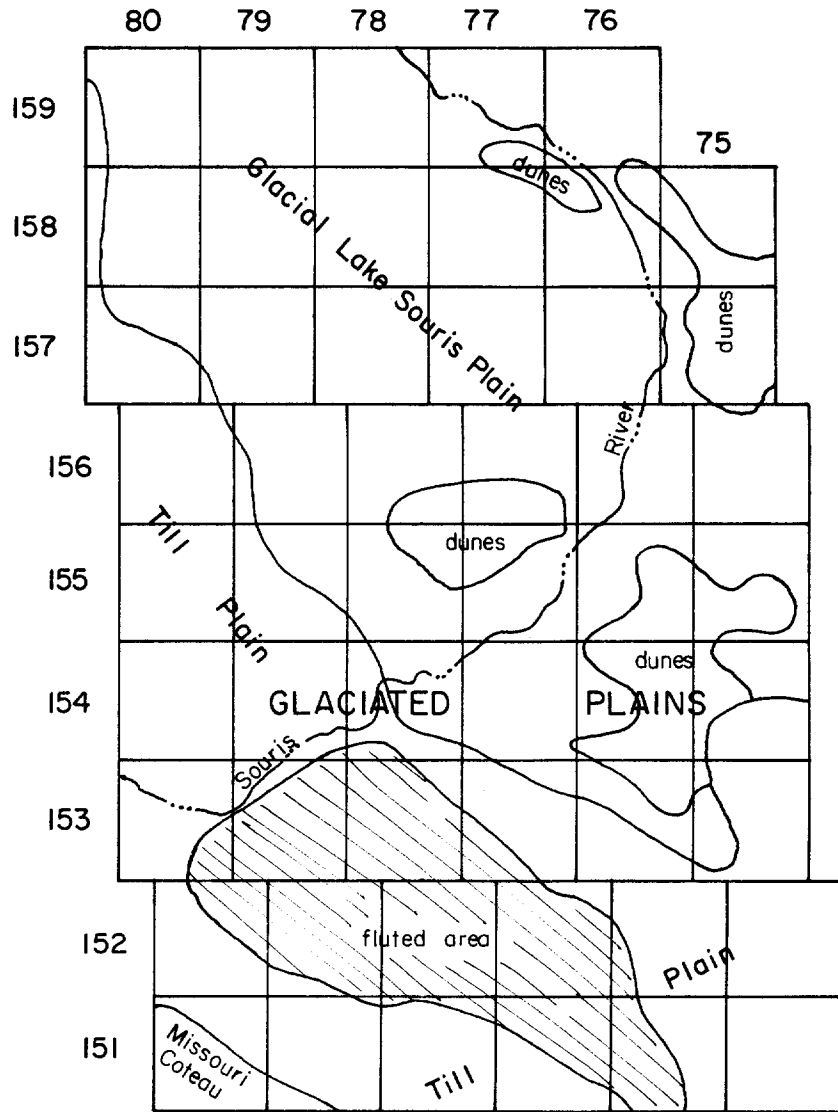 80 79 78 77 76
159
75
dunes
Glacial Lake Souris Plain
158
dunes
157
River
156
Till Plain
dunes
155
dunes
154
GLACIATED PLAINS
Souris
153
152
fluted area
Plain
151
Missouri
Coteau
Till